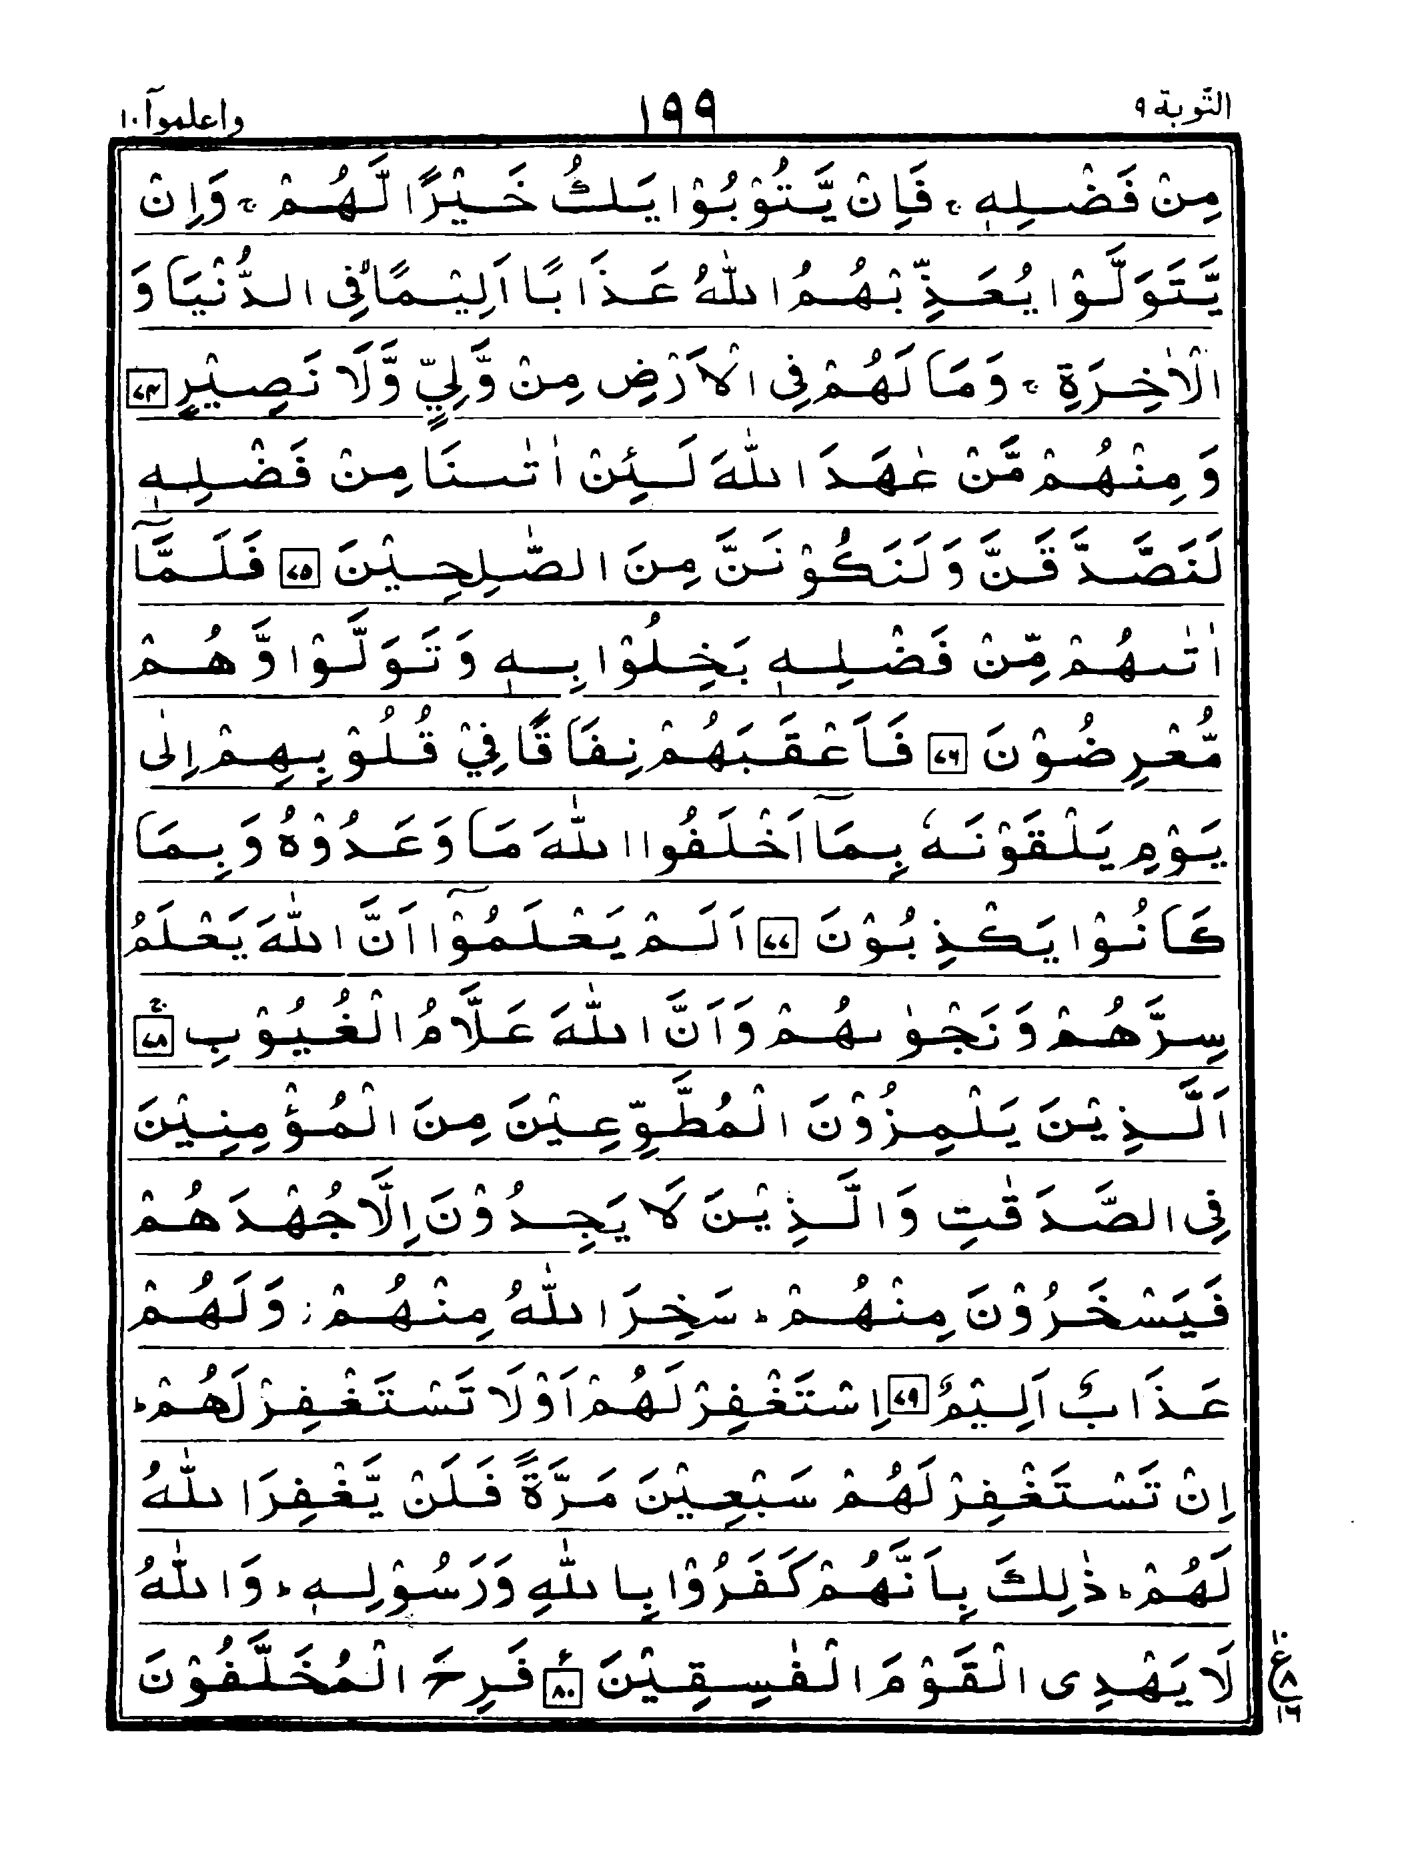 التوبة ٩
١٩٩
واعلموآ ١٠
مِنْ فَضْلِهٖ ۚ فَاِنْ يَّتُوْبُوْا يَكُ خَيْرًا لَّهُمْ ۚ وَاِنْ
يَّتَوَلَّوْا يُعَذِّبْهُمُ اللّٰهُ عَذَابًا اَلِيْمًا فِى الدُّنْيَا وَ
الْاٰخِرَةِ ۚ وَمَا لَهُمْ فِى الْاَرْضِ مِنْ وَّلِيٍّ وَّلَا نَصِيْرٍ ٧٤
وَمِنْهُمْ مَّنْ عٰهَدَ اللّٰهَ لَئِنْ اٰتٰىنَا مِنْ فَضْلِهٖ
لَنَصَّدَّقَنَّ وَلَنَكُوْنَنَّ مِنَ الصّٰلِحِيْنَ ٧٥ فَلَمَّآ
اٰتٰىهُمْ مِّنْ فَضْلِهٖ بَخِلُوْا بِهٖ وَتَوَلَّوْا وَّهُمْ
مُّعْرِضُوْنَ ٧٦ فَاَعْقَبَهُمْ نِفَاقًا فِيْ قُلُوْبِهِمْ اِلٰى
يَوْمِ يَلْقَوْنَهٗ بِمَآ اَخْلَفُوا اللّٰهَ مَا وَعَدُوْهُ وَبِمَا
كَانُوْا يَكْذِبُوْنَ ٧٧ اَلَمْ يَعْلَمُوْٓا اَنَّ اللّٰهَ يَعْلَمُ
سِرَّهُمْ وَنَجْوٰىهُمْ وَاَنَّ اللّٰهَ عَلَّامُ الْغُيُوْبِ ۚ ٧٨
اَلَّذِيْنَ يَلْمِزُوْنَ الْمُطَّوِّعِيْنَ مِنَ الْمُؤْمِنِيْنَ
فِى الصَّدَقٰتِ وَالَّذِيْنَ لَا يَجِدُوْنَ اِلَّا جُهْدَهُمْ
فَيَسْخَرُوْنَ مِنْهُمْ ؕ سَخِرَ اللّٰهُ مِنْهُمْ ؗ وَلَهُمْ
عَذَابٌ اَلِيْمٌ ٧٩ اِسْتَغْفِرْ لَهُمْ اَوْ لَا تَسْتَغْفِرْ لَهُمْ ؕ
اِنْ تَسْتَغْفِرْ لَهُمْ سَبْعِيْنَ مَرَّةً فَلَنْ يَّغْفِرَ اللّٰهُ
لَهُمْ ؕ ذٰلِكَ بِاَنَّهُمْ كَفَرُوْا بِاللّٰهِ وَرَسُوْلِهٖ ؕ وَاللّٰهُ
لَا يَهْدِى الْقَوْمَ الْفٰسِقِيْنَ ٨٠ فَرِحَ الْمُخَلَّفُوْنَ
١٠
ع
٨
١٦